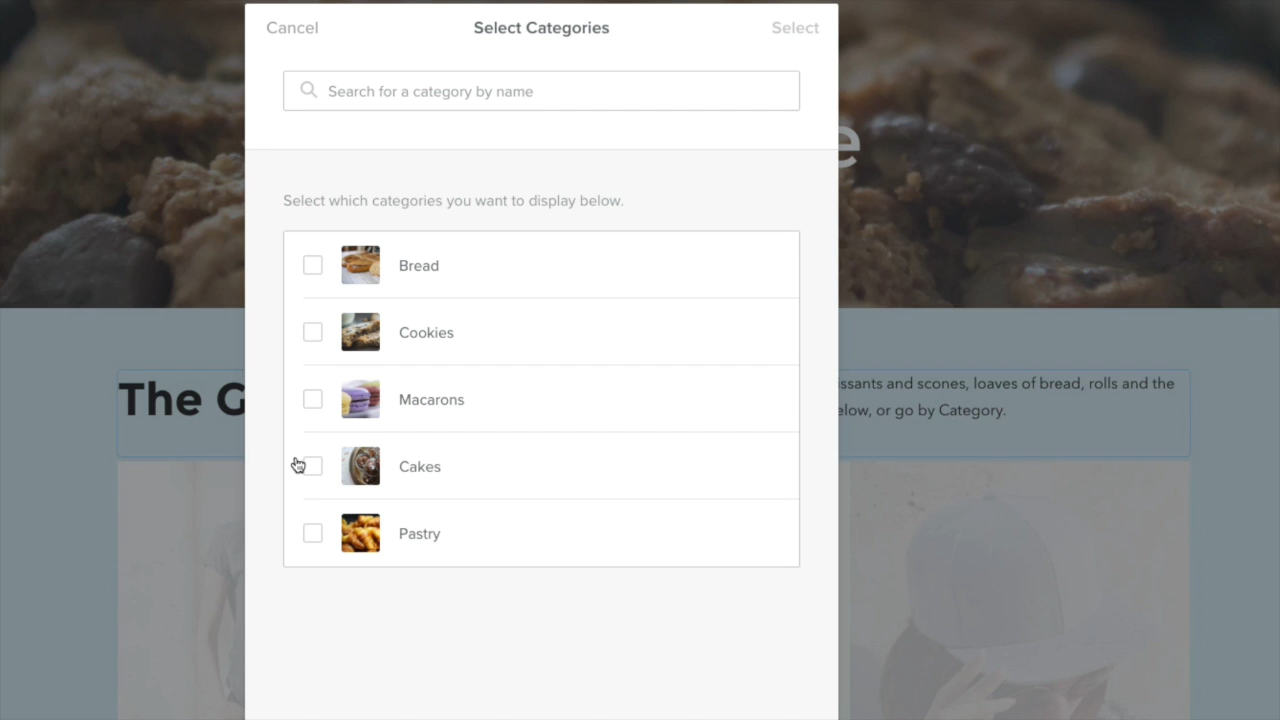 Cancel
Select Categories
Select
Search for a category by name
Select which categories you want to display below.
Bread
Cookies
Macarons
Cakes
Pastry
The G
ssants and scones, loaves of bread, rolls and the
elow, or go by Category.
e